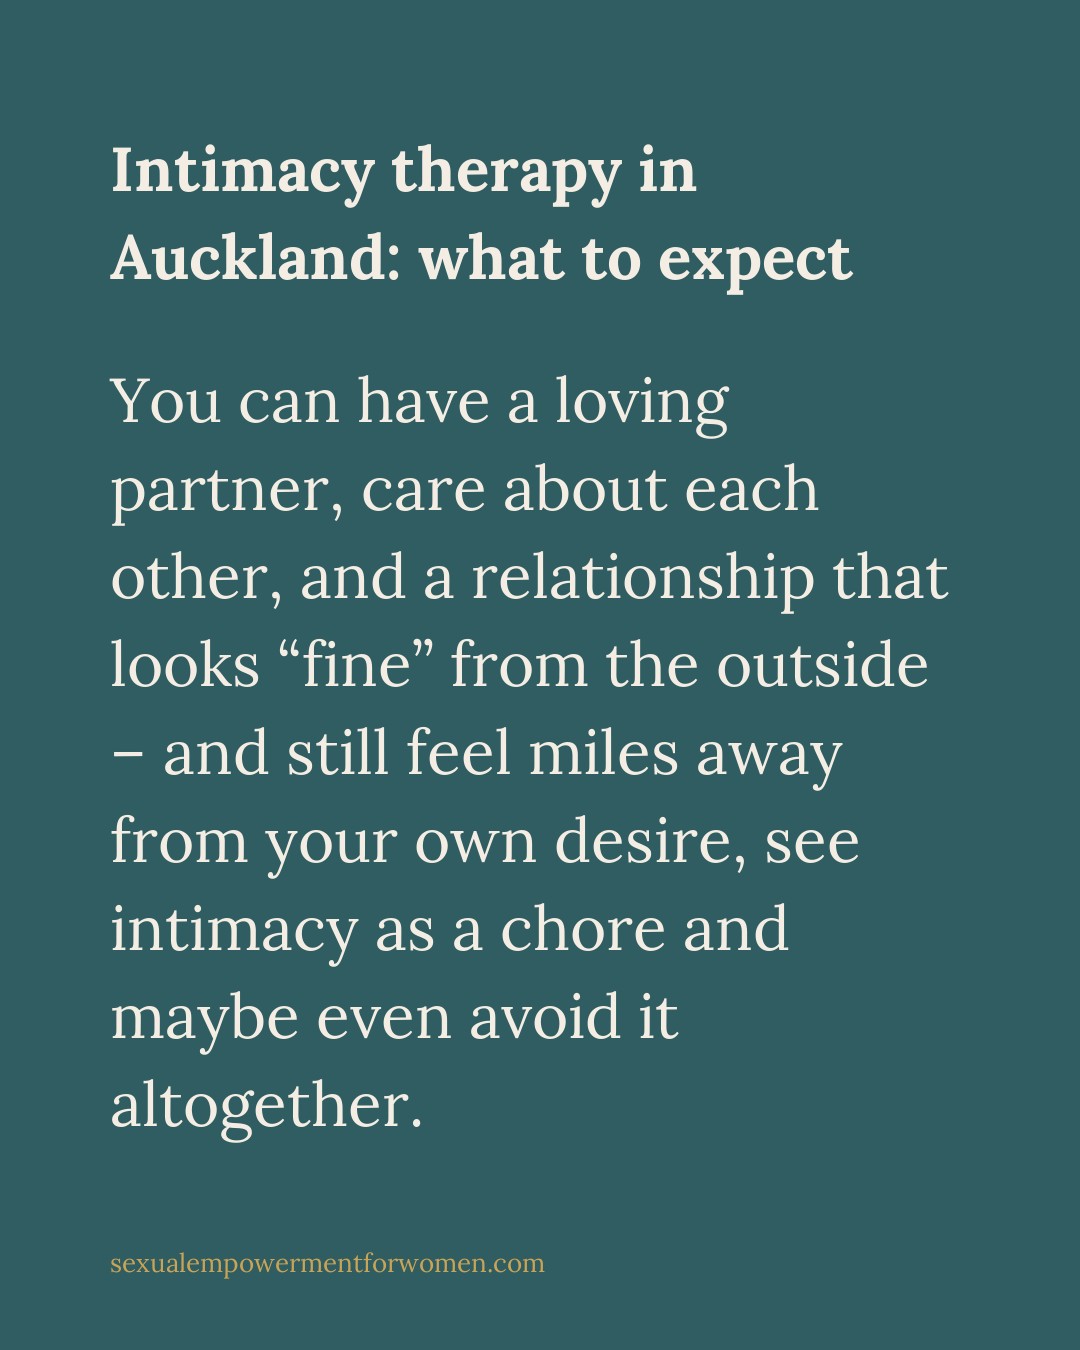 Intimacy therapy in
Auckland: what to expect
You can have a loving
partner, care about each
other, and a relationship that
looks “fine” from the outside
– and still feel miles away
from your own desire, see
intimacy as a chore and
maybe even avoid it
altogether.
sexualempowermentforwomen.com